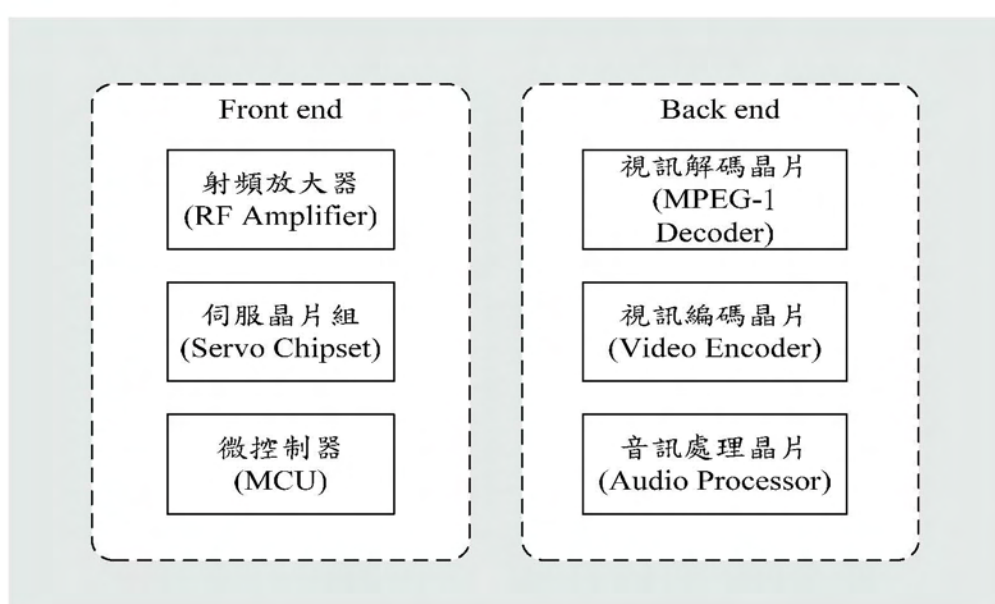 Front end
射頻放大器
(RF Amplifier)
伺服晶片組
(Servo Chipset)
微控制器
(MCU)
Back end
視訊解碼晶片
(MPEG-1
Decoder)
視訊編碼晶片
(Video Encoder)
音訊處理晶片
(Audio Processor)